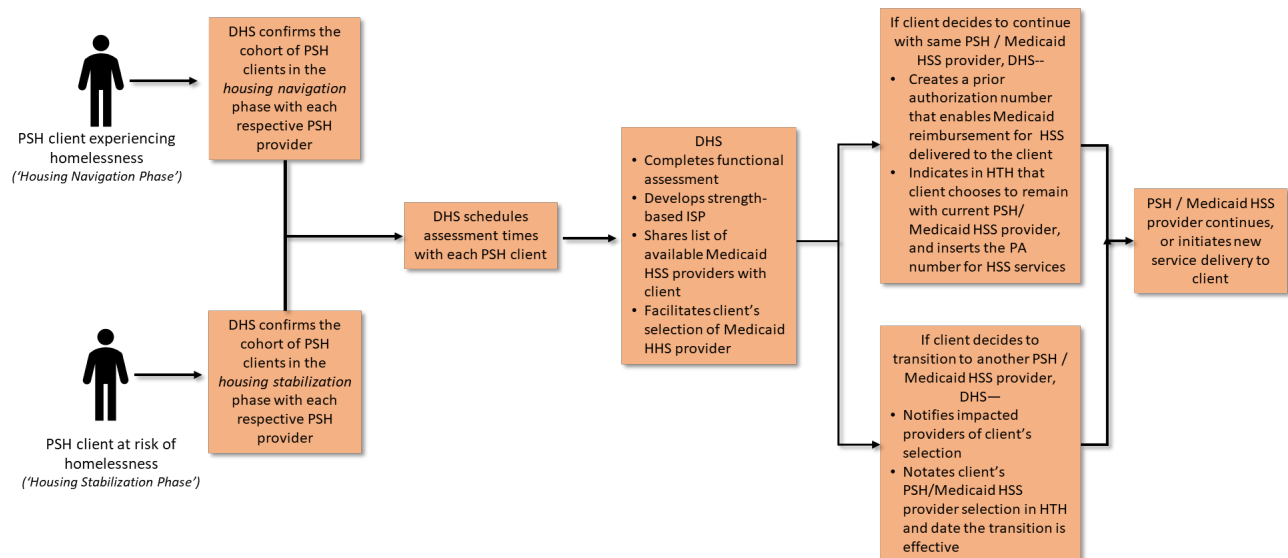 PSH client experiencing
homelessness
(‘Housing Navigation Phase’)
DHS confirms the
cohort of PSH
clients in the
housing navigation
phase with each
respective PSH
provider
PSH client at risk of
homelessness
(‘Housing Stabilization Phase’)
DHS confirms the
cohort of PSH
clients in the
housing stabilization
phase with each
respective PSH
provider
DHS schedules
assessment times
with each PSH client
DHS
• Completes functional
assessment
• Develops strength-
based ISP
• Shares list of
available Medicaid
HSS providers with
client
• Facilitates client’s
selection of Medicaid
HHS provider
If client decides to continue
with same PSH / Medicaid
HSS provider, DHS--
• Creates a prior
authorization number
that enables Medicaid
reimbursement for HSS
delivered to the client
• Indicates in HTH that
client chooses to remain
with current PSH/
Medicaid HSS provider,
and inserts the PA
number for HSS services
If client decides to
transition to another PSH /
Medicaid HSS provider,
DHS—
• Notifies impacted
providers of client’s
selection
• Notates client’s
PSH/Medicaid HSS
provider selection in HTH
and date the transition is
effective
PSH / Medicaid HSS
provider continues,
or initiates new
service delivery to
client